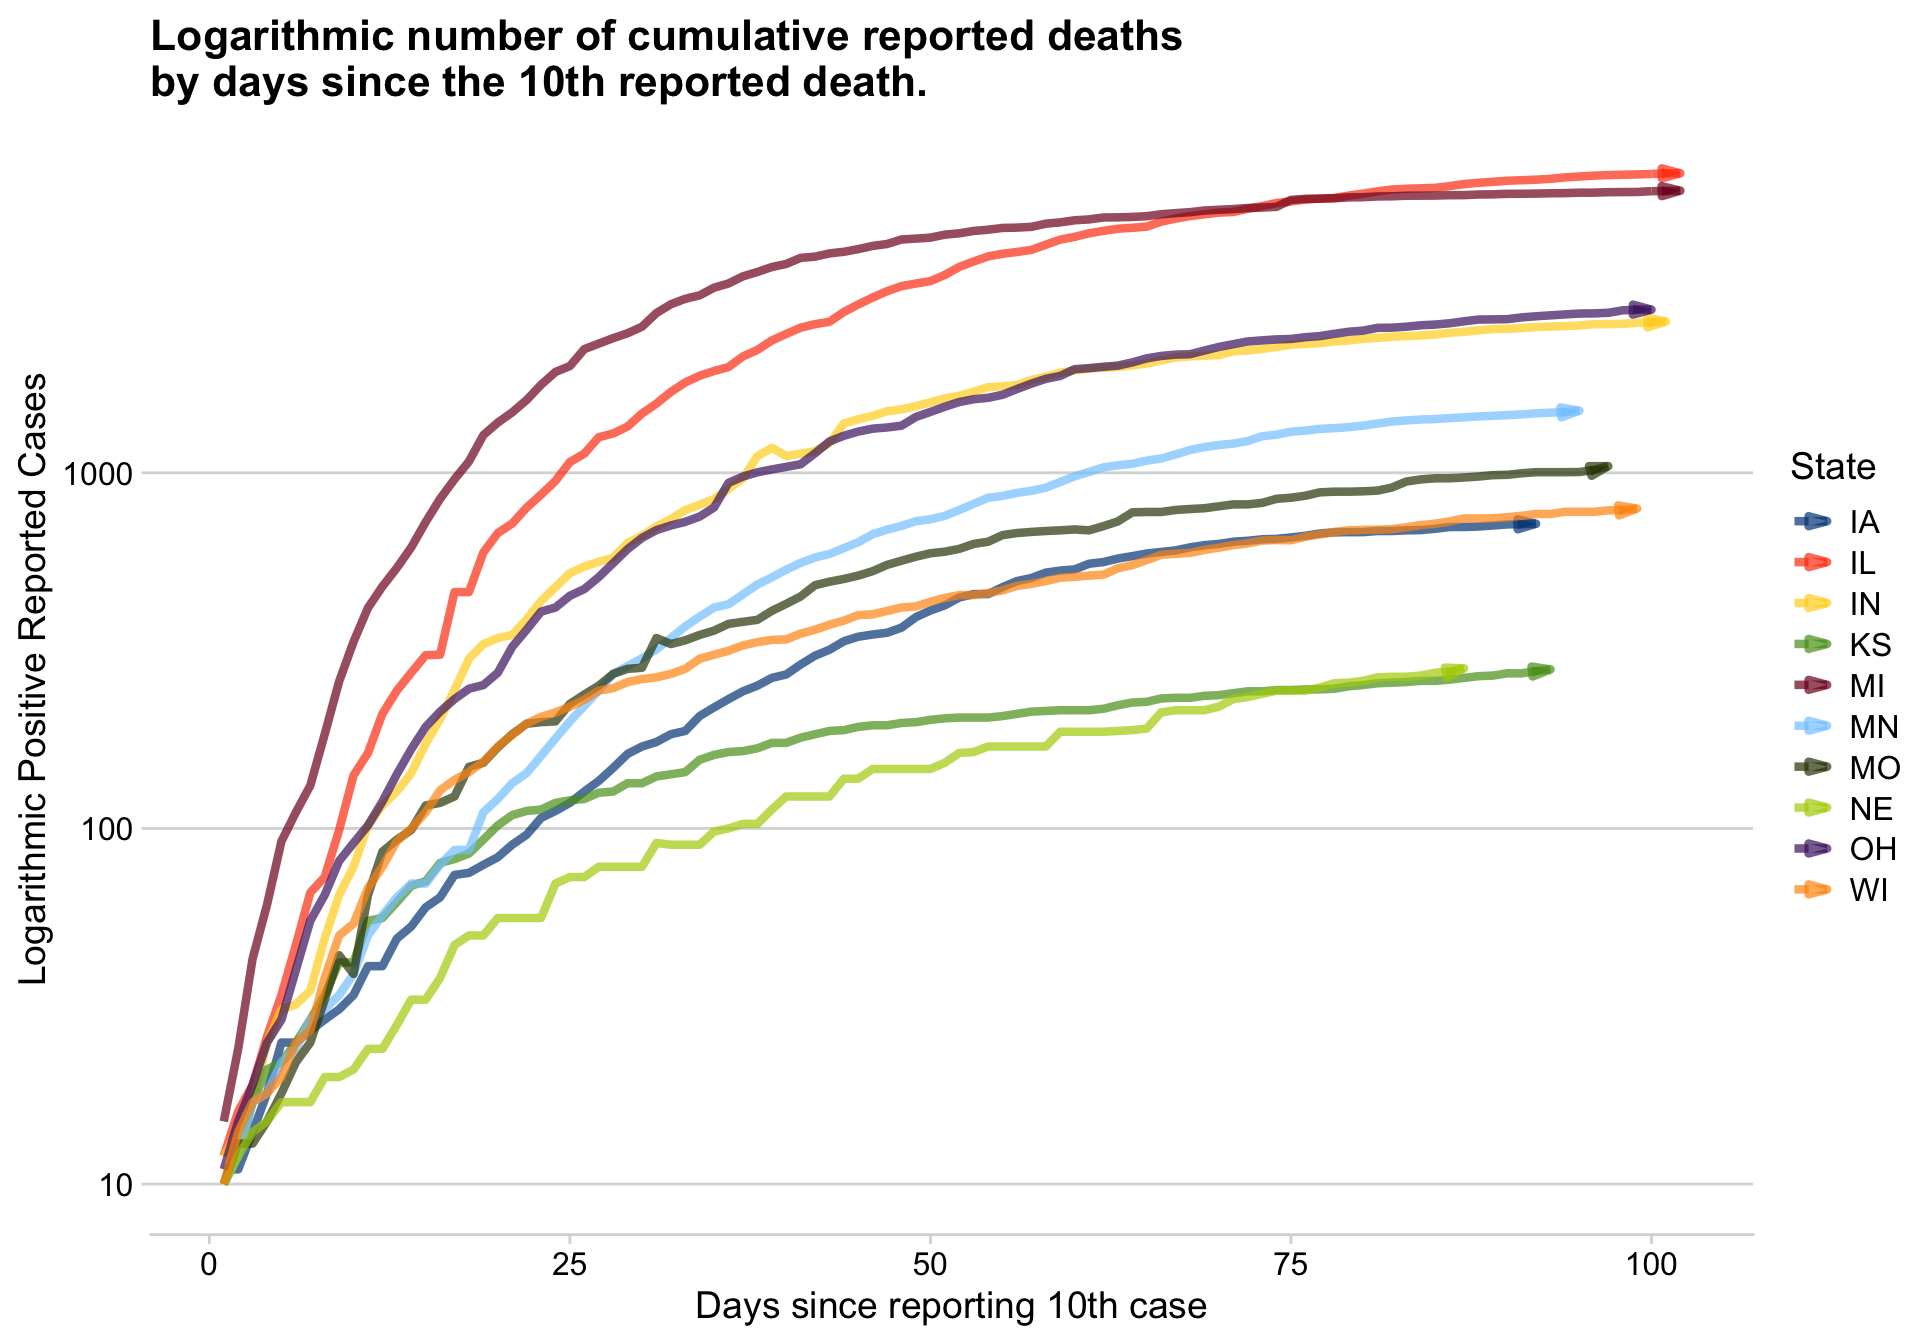 Logarithmic number of cumulative reported deaths
by days since the 10th reported death.
Logarithmic Positive Reported Cases
1000
100
10
0
25
50
75
100
Days since reporting 10th case
State
IA
IL
IN
KS
MI
MN
MO
NE
OH
WI